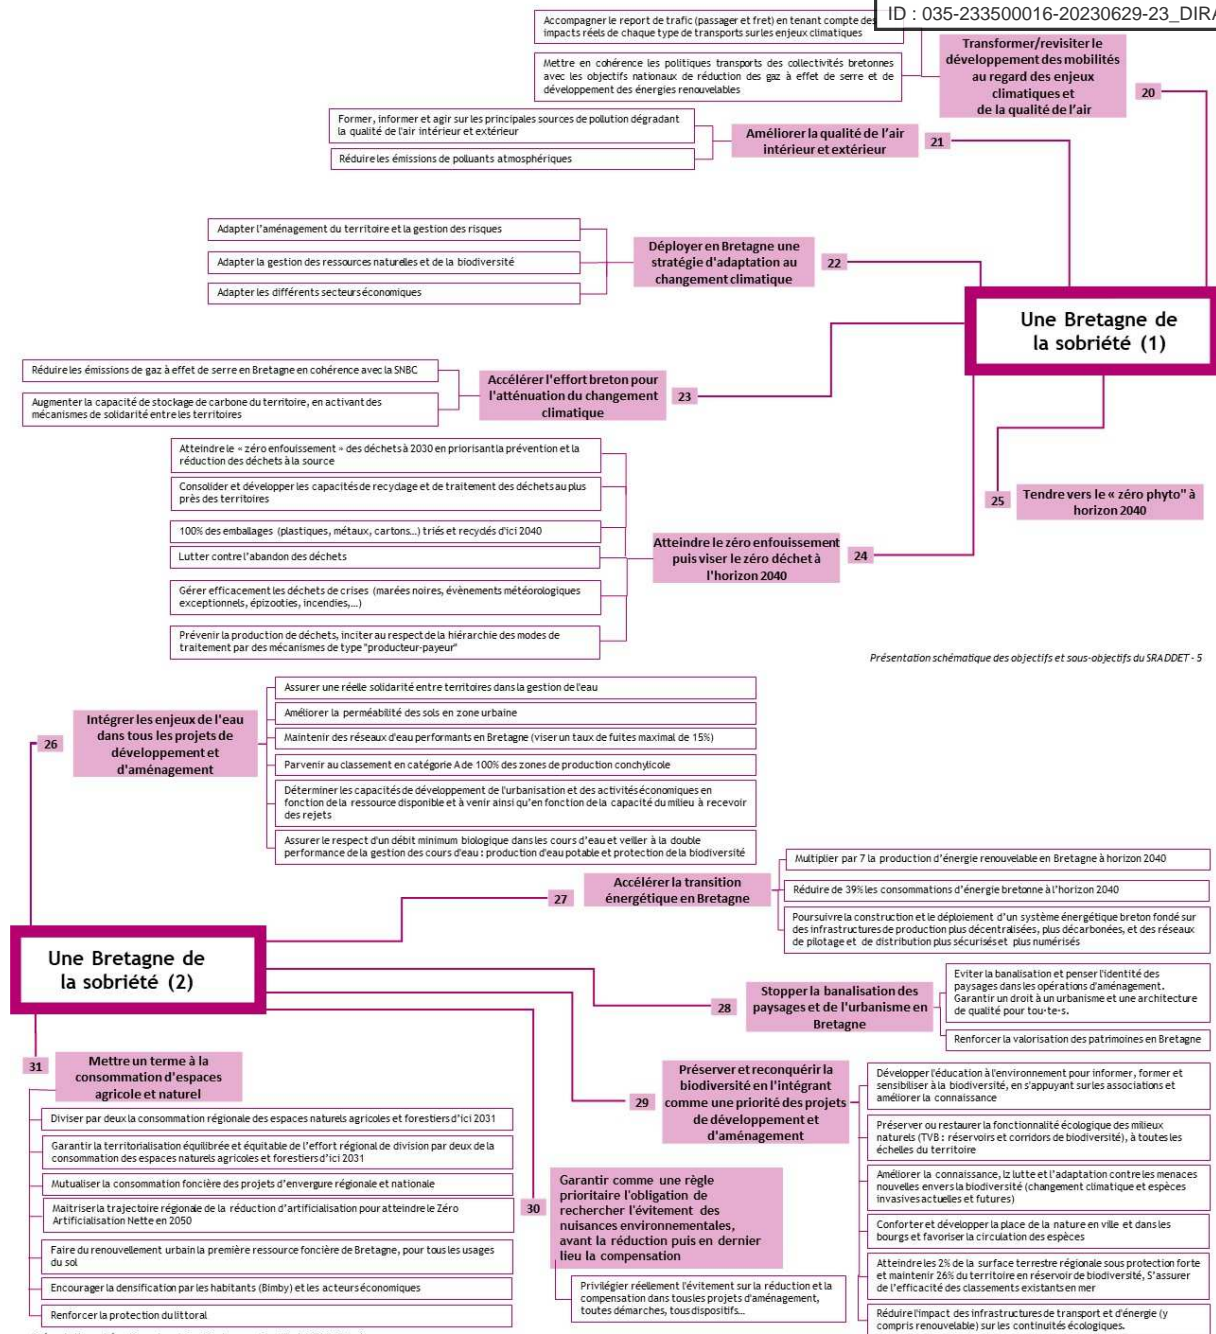 ID : 035-233500016-20230629-23_DIRA
Accompagner le report de trafic (passager et fret) en tenant compte des
impacts réels de chaque type de transports sur les enjeux climatiques
Mettre en cohérence les politiques transports des collectivités bretonnes
avec les objectifs nationaux de réduction des gaz à effet de serre et de
développement des énergies renouvelables
Transformer/revisiter le
développement des mobilités
au regard des enjeux
climatiques et
de la qualité de l'air
20
Former, informer et agir sur les principales sources de pollution dégradant
la qualité de l'air intérieur et extérieur
Réduire les émissions de polluants atmosphériques
Améliorer la qualité de l'air
intérieur et extérieur
21
Adapter l'aménagement du territoire et la gestion des risques
Adapter la gestion des ressources naturelles et de la biodiversité
Adapter les différents secteurs économiques
Déployer en Bretagne une
stratégie d'adaptation au
changement climatique
22
Une Bretagne de
la sobriété (1)
Réduire les émissions de gaz à effet de serre en Bretagne en cohérence avec la SNBC
Augmenter la capacité de stockage de carbone du territoire, en activant des
mécanismes de solidarité entre les territoires
Accélérer l'effort breton pour
l'atténuation du changement
climatique
23
Atteindre le « zéro enfouissement » des déchets à 2030 en priorisant la prévention et la
réduction des déchets à la source
Consolider et développer les capacités de recyclage et de traitement des déchets au plus
près des territoires
100% des emballages (plastiques, métaux, cartons...) triés et recyclés d'ici 2040
Lutter contre l'abandon des déchets
Gérer efficacement les déchets de crises (marées noires, évènements météorologiques
exceptionnels, épizooties, incendies,...)
Prévenir la production de déchets, inciter au respect de la hiérarchie des modes de
traitement par des mécanismes de type "producteur-payeur"
Atteindre le zéro enfouissement
puis viser le zéro déchet à
l'horizon 2040
24
25
Tendre vers le « zéro phyto" à
horizon 2040
Présentation schématique des objectifs et sous-objectifs du SRADDET - 5
26
Intégrer les enjeux de l'eau
dans tous les projets de
développement et
d'aménagement
Assurer une réelle solidarité entre territoires dans la gestion de l'eau
Améliorer la perméabilité des sols en zone urbaine
Maintenir des réseaux d'eau performants en Bretagne (viser un taux de fuites maximal de 15%)
Parvenir au classement en catégorie A de 100% des zones de production conchylicole
Déterminer les capacités de développement de l'urbanisation et des activités économiques en
fonction de la ressource disponible et à venir ainsi qu'en fonction de la capacité du milieu à recevoir
des rejets
Assurer le respect d'un débit minimum biologique dans les cours d'eau et veiller à la double
performance de la gestion des cours d'eau : production d'eau potable et protection de la biodiversité
27
Accélérer la transition
énergétique en Bretagne
Multiplier par 7 la production d'énergie renouvelable en Bretagne à horizon 2040
Réduire de 39% les consommations d'énergie bretonne à l'horizon 2040
Poursuivre la construction et le déploiement d'un système énergétique breton fondé sur
des infrastructures de production plus décentralisées, plus décarbonées, et des réseaux
de pilotage et de distribution plus sécurisés et plus numérisés
Une Bretagne de
la sobriété (2)
28
Stopper la banalisation des
paysages et de l'urbanisme en
Bretagne
Eviter la banalisation et penser l'identité des
paysages dans les opérations d'aménagement.
Garantir un droit à un urbanisme et une architecture
de qualité pour tou-te-s.
Renforcer la valorisation des patrimoines en Bretagne
29
Préserver et reconquérir la
biodiversité en l'intégrant
comme une priorité des projets
de développement et
d'aménagement
Développer l'éducation à l'environnement pour informer, former et
sensibiliser à la biodiversité, en s'appuyant sur les associations et
améliorer la connaissance
Préserver ou restaurer la fonctionnalité écologique des milieux
naturels (TVB : réservoirs et corridors de biodiversité), à toutes les
échelles du territoire
Améliorer la connaissance, lz lutte et l'adaptation contre les menaces
nouvelles envers la biodiversité (changement climatique et espèces
invasives actuelles et futures)
Conforter et développer la place de la nature en ville et dans les
bourgs et favoriser la circulation des espèces
Atteindre les 2% de la surface terrestre régionale sous protection forte
et maintenir 26% du territoire en réservoir de biodiversité, S'assurer
de l'efficacité des classements existants en mer
Réduire l'impact des infrastructures de transport et d'énergie (y
compris renouvelable) sur les continuités écologiques.
30
Garantir comme une règle
prioritaire l'obligation de
rechercher l'évitement des
nuisances environnementales,
avant la réduction puis en dernier
lieu la compensation
Privilégier réellement l'évitement sur la réduction et la
compensation dans tous les projets d'aménagement,
toutes démarches, tous dispositifs...
31
Mettre un terme à la
consommation d'espaces
agricole et naturel
Diviser par deux la consommation régionale des espaces naturels agricoles et forestiers d'ici 2031
Garantir la territorialisation équilibrée et équitable de l'effort régional de division par deux de la
consommation des espaces naturels agricoles et forestiers d'ici 2031
Mutualiser la consommation foncière des projets d'envergure régionale et nationale
Maitriser la trajectoire régionale de la réduction d'artificialisation pour atteindre le Zéro
Artificialisation Nette en 2050
Faire du renouvellement urbain la première ressource foncière de Bretagne, pour tous les usages
du sol
Encourager la densification par les habitants (Bimby) et les acteurs économiques
Renforcer la protection du littoral